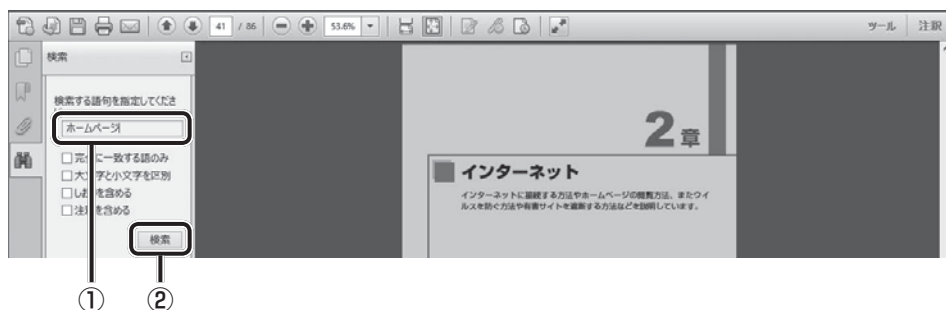 41 / 86 53.6% ツール 注釈
検索
検索する語句を指定してくださ
ホームページ
完全に一致する語のみ
大文字と小文字を区別
しおりを含める
注釈を含める
検索
① ②
2章
インターネット
インターネットに接続する方法やホームページの閲覧方法、またウイ
ルスを防ぐ方法や有害サイトを遮断する方法などを説明しています。